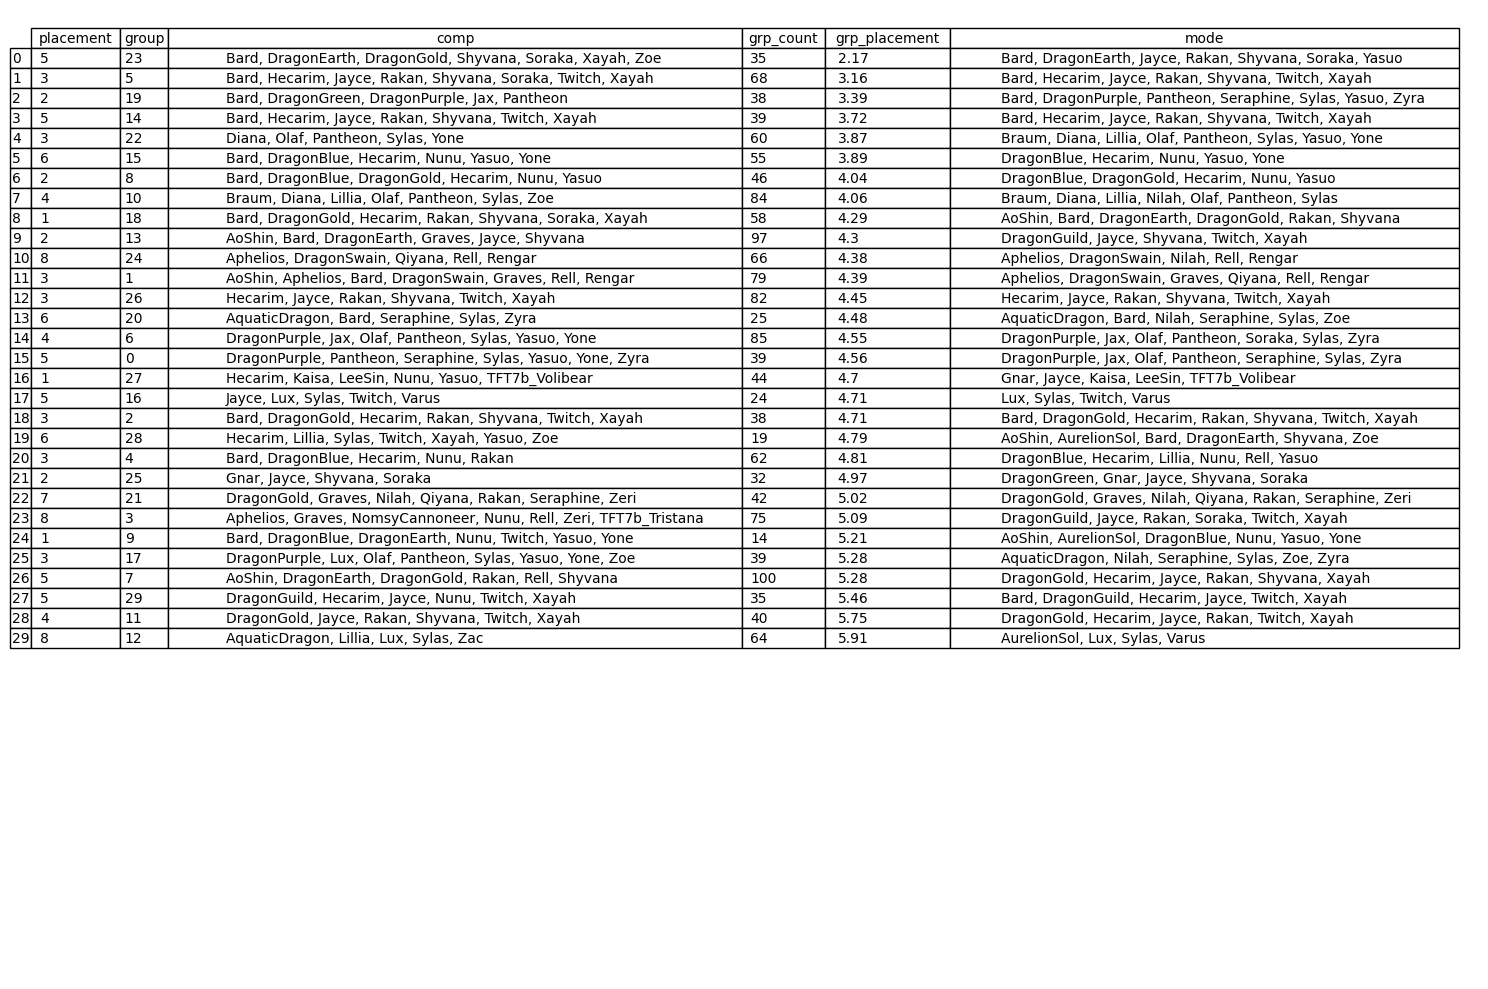 placement group comp grp_count grp_placement mode
0 5 23 Bard, DragonEarth, DragonGold, Shyvana, Soraka, Xayah, Zoe 35 2.17 Bard, DragonEarth, Jayce, Rakan, Shyvana, Soraka, Yasuo
1 3 5 Bard, Hecarim, Jayce, Rakan, Shyvana, Soraka, Twitch, Xayah 68 3.16 Bard, Hecarim, Jayce, Rakan, Shyvana, Twitch, Xayah
2 2 19 Bard, DragonGreen, DragonPurple, Jax, Pantheon 38 3.39 Bard, DragonPurple, Pantheon, Seraphine, Sylas, Yasuo, Zyra
3 5 14 Bard, Hecarim, Jayce, Rakan, Shyvana, Twitch, Xayah 39 3.72 Bard, Hecarim, Jayce, Rakan, Shyvana, Twitch, Xayah
4 3 22 Diana, Olaf, Pantheon, Sylas, Yone 60 3.87 Braum, Diana, Lillia, Olaf, Pantheon, Sylas, Yasuo, Yone
5 6 15 Bard, DragonBlue, Hecarim, Nunu, Yasuo, Yone 55 3.89 DragonBlue, Hecarim, Nunu, Yasuo, Yone
6 2 8 Bard, DragonBlue, DragonGold, Hecarim, Nunu, Yasuo 46 4.04 DragonBlue, DragonGold, Hecarim, Nunu, Yasuo
7 4 10 Braum, Diana, Lillia, Olaf, Pantheon, Sylas, Zoe 84 4.06 Braum, Diana, Lillia, Nilah, Olaf, Pantheon, Sylas
8 1 18 Bard, DragonGold, Hecarim, Rakan, Shyvana, Soraka, Xayah 58 4.29 AoShin, Bard, DragonEarth, DragonGold, Rakan, Shyvana
9 2 13 AoShin, Bard, DragonEarth, Graves, Jayce, Shyvana 97 4.3 DragonGuild, Jayce, Shyvana, Twitch, Xayah
10 8 24 Aphelios, DragonSwain, Qiyana, Rell, Rengar 66 4.38 Aphelios, DragonSwain, Nilah, Rell, Rengar
11 3 1 AoShin, Aphelios, Bard, DragonSwain, Graves, Rell, Rengar 79 4.39 Aphelios, DragonSwain, Graves, Qiyana, Rell, Rengar
12 3 26 Hecarim, Jayce, Rakan, Shyvana, Twitch, Xayah 82 4.45 Hecarim, Jayce, Rakan, Shyvana, Twitch, Xayah
13 6 20 AquaticDragon, Bard, Seraphine, Sylas, Zyra 25 4.48 AquaticDragon, Bard, Nilah, Seraphine, Sylas, Zoe
14 4 6 DragonPurple, Jax, Olaf, Pantheon, Sylas, Yasuo, Yone 85 4.55 DragonPurple, Jax, Olaf, Pantheon, Soraka, Sylas, Zyra
15 5 0 DragonPurple, Pantheon, Seraphine, Sylas, Yasuo, Yone, Zyra 39 4.56 DragonPurple, Jax, Olaf, Pantheon, Seraphine, Sylas, Zyra
16 1 27 Hecarim, Kaisa, LeeSin, Nunu, Yasuo, TFT7b_Volibear 44 4.7 Gnar, Jayce, Kaisa, LeeSin, TFT7b_Volibear
17 5 16 Jayce, Lux, Sylas, Twitch, Varus 24 4.71 Lux, Sylas, Twitch, Varus
18 3 2 Bard, DragonGold, Hecarim, Rakan, Shyvana, Twitch, Xayah 38 4.71 Bard, DragonGold, Hecarim, Rakan, Shyvana, Twitch, Xayah
19 6 28 Hecarim, Lillia, Sylas, Twitch, Xayah, Yasuo, Zoe 19 4.79 AoShin, AurelionSol, Bard, DragonEarth, Shyvana, Zoe
20 3 4 Bard, DragonBlue, Hecarim, Nunu, Rakan 62 4.81 DragonBlue, Hecarim, Lillia, Nunu, Rell, Yasuo
21 2 25 Gnar, Jayce, Shyvana, Soraka 32 4.97 DragonGreen, Gnar, Jayce, Shyvana, Soraka
22 7 21 DragonGold, Graves, Nilah, Qiyana, Rakan, Seraphine, Zeri 42 5.02 DragonGold, Graves, Nilah, Qiyana, Rakan, Seraphine, Zeri
23 8 3 Aphelios, Graves, NomsyCannoneer, Nunu, Rell, Zeri, TFT7b_Tristana 75 5.09 DragonGuild, Jayce, Rakan, Soraka, Twitch, Xayah
24 1 9 Bard, DragonBlue, DragonEarth, Nunu, Twitch, Yasuo, Yone 14 5.21 AoShin, AurelionSol, DragonBlue, Nunu, Yasuo, Yone
25 3 17 DragonPurple, Lux, Olaf, Pantheon, Sylas, Yasuo, Yone, Zoe 39 5.28 AquaticDragon, Nilah, Seraphine, Sylas, Zoe, Zyra
26 5 7 AoShin, DragonEarth, DragonGold, Rakan, Rell, Shyvana 100 5.28 DragonGold, Hecarim, Jayce, Rakan, Shyvana, Xayah
27 5 29 DragonGuild, Hecarim, Jayce, Nunu, Twitch, Xayah 35 5.46 Bard, DragonGuild, Hecarim, Jayce, Twitch, Xayah
28 4 11 DragonGold, Jayce, Rakan, Shyvana, Twitch, Xayah 40 5.75 DragonGold, Hecarim, Jayce, Rakan, Twitch, Xayah
29 8 12 AquaticDragon, Lillia, Lux, Sylas, Zac 64 5.91 AurelionSol, Lux, Sylas, Varus